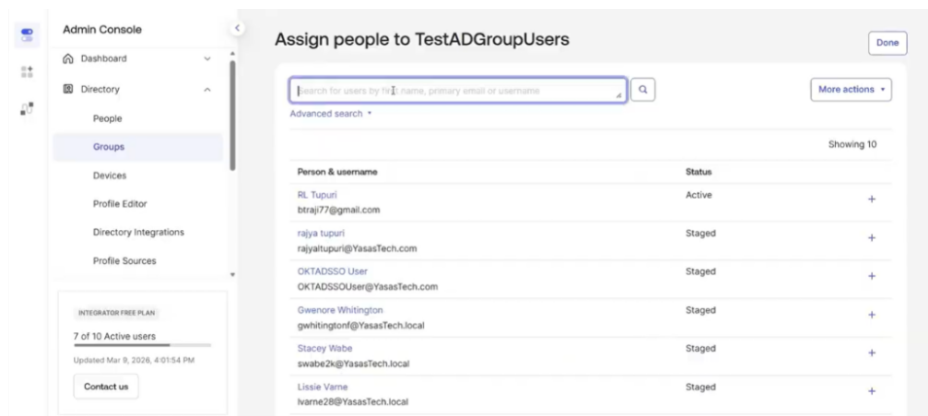 Admin Console
Dashboard
Directory
People
Groups
Devices
Profile Editor
Directory Integrations
Profile Sources
INTEGRATOR FREE PLAN
7 of 10 Active users
Updated Mar 9, 2026, 4:01:54 PM
Contact us
Assign people to TestADGroupUsers
Done
Search for users by first name, primary email or username
More actions
Advanced search
Showing 10
Person & username Status
RL Tupuri Active
btraji77@gmail.com
rajya tupuri Staged
rajyaltupuri@YasasTech.com
OKTADSSO User Staged
OKTADSSOUser@YasasTech.com
Gwenore Whitington Staged
gwhitingtonf@YasasTech.local
Stacey Wabe Staged
swabe2k@YasasTech.local
Lissie Varne Staged
lvarne28@YasasTech.local